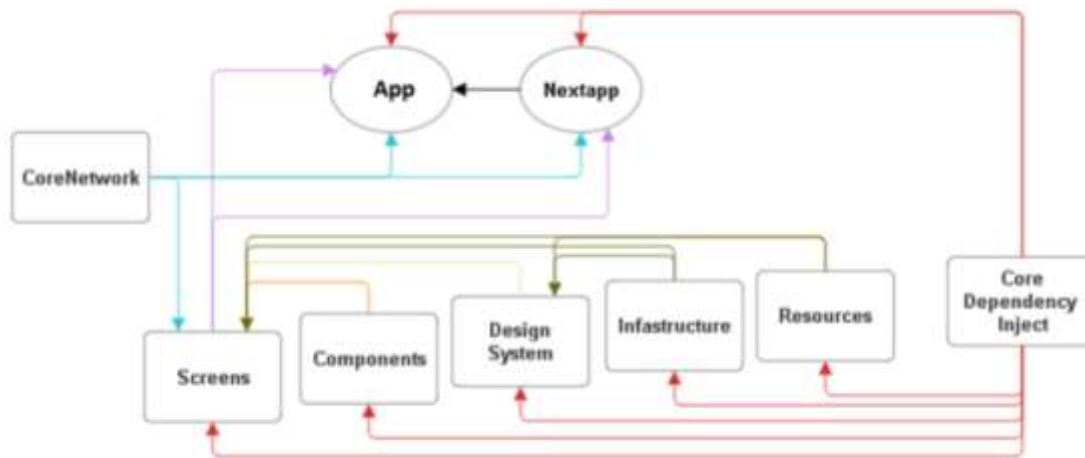 App
Nextapp
CoreNetwork
Screens
Components
Design
System
Infastructure
Resources
Core
Dependency
Inject